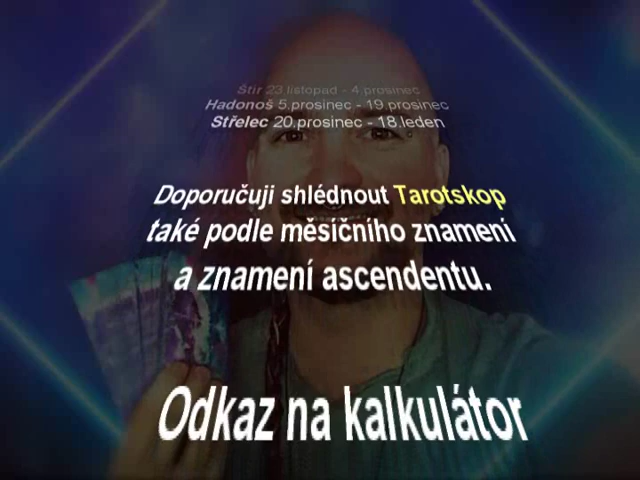 Štír 23.listopad - 4.prosinec
Hadonoš 5.prosinec - 19.prosinec
Střelec 20.prosinec - 18.leden
Doporučuji shlédnout Tarotskop
také podle měsíčního znamení
a znamení ascendentu.
Odkaz na kalkulátor